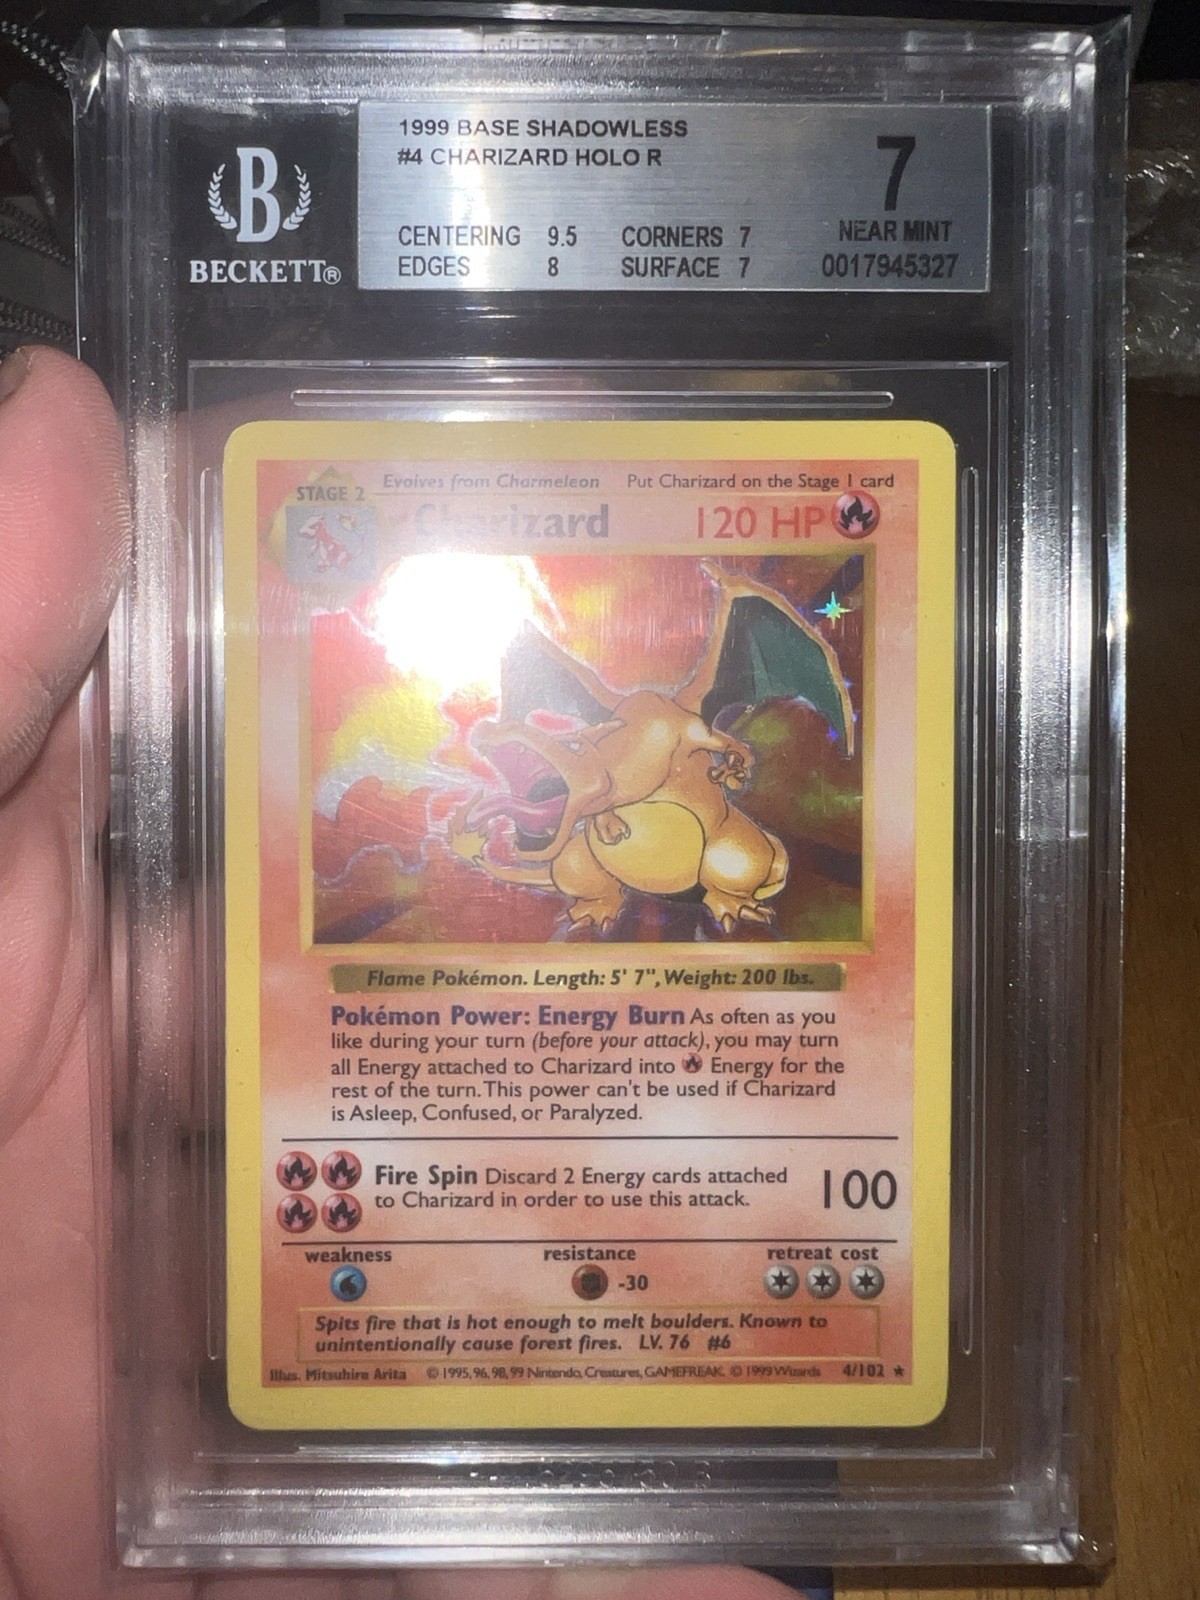 B
BECKETT®
1999 BASE SHADOWLESS
#4 CHARIZARD HOLO R
7
NEAR MINT
0017945327
CENTERING 9.5 CORNERS 7
EDGES 8 SURFACE 7
STAGE 2
Evolves from Charmeleon Put Charizard on the Stage 1 card
Charizard 120 HP
Flame Pokémon. Length: 5' 7", Weight: 200 lbs.
Pokémon Power: Energy Burn As often as you
like during your turn (before your attack), you may turn
all Energy attached to Charizard into Energy for the
rest of the turn. This power can't be used if Charizard
is Asleep, Confused, or Paralyzed.
Fire Spin Discard 2 Energy cards attached
to Charizard in order to use this attack.
100
weakness resistance retreat cost
-30
Spits fire that is hot enough to melt boulders. Known to
unintentionally cause forest fires. LV. 76 #6
Illus. Mitsuhiro Arita © 1995, 96, 98, 99 Nintendo, Creatures, GAMEFREAK. © 1999 Wizards 4/102 ★